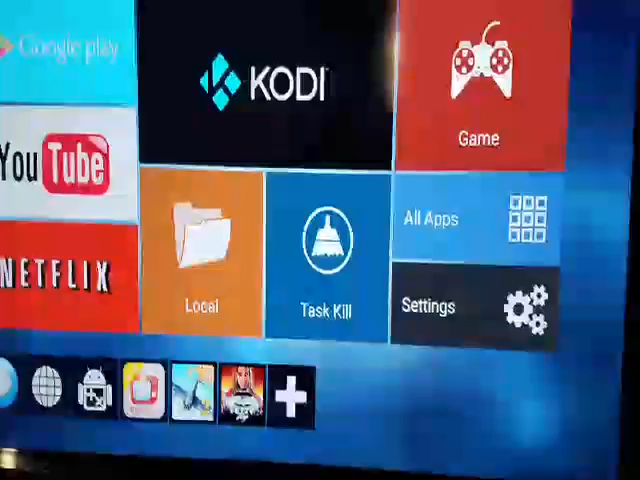 Google play
KODI
Game
YouTube
All Apps
NETFLIX
Local
Task Kill
Settings